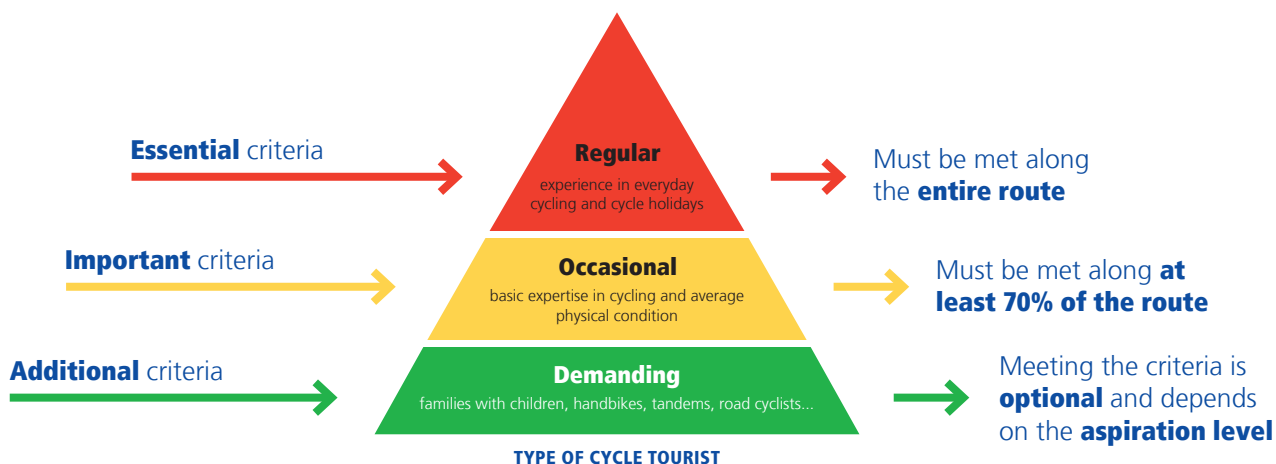 Essential criteria
Regular
experience in everyday
cycling and cycle holidays
Must be met along
the entire route
Important criteria
Occasional
basic expertise in cycling and average
physical condition
Must be met along at
least 70% of the route
Additional criteria
Demanding
families with children, handbikes, tandems, road cyclists...
Meeting the criteria is
optional and depends
on the aspiration level
TYPE OF CYCLE TOURIST